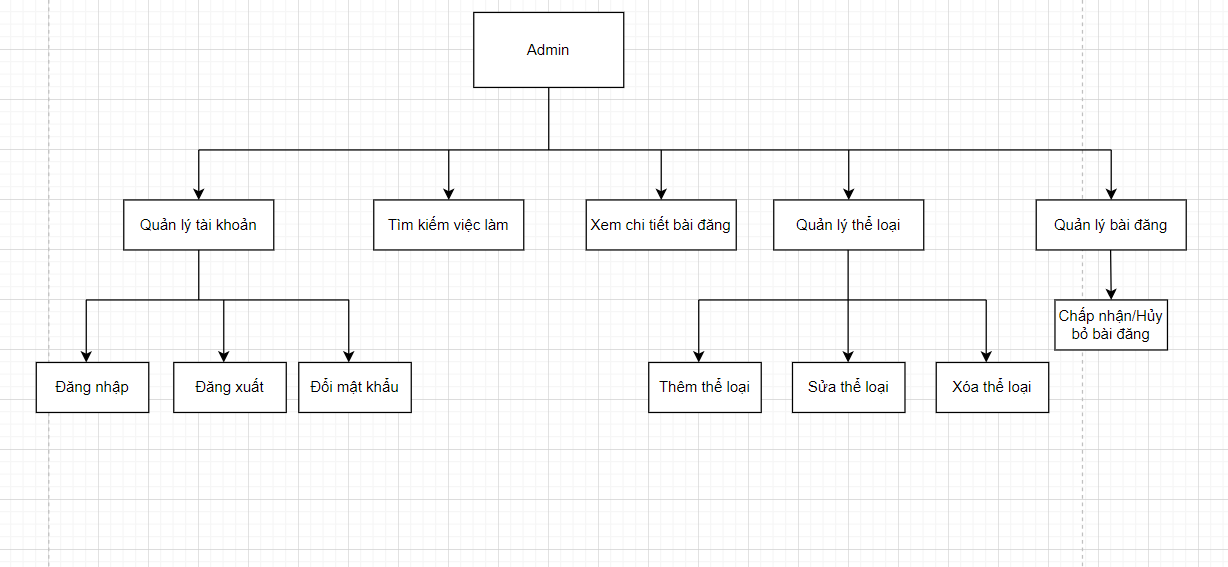 Admin
Quản lý tài khoản
Tìm kiếm việc làm
Xem chi tiết bài đăng
Quản lý thể loại
Quản lý bài đăng
Chấp nhận/Hủy
bỏ bài đăng
Đăng nhập
Đăng xuất
Đổi mật khẩu
Thêm thể loại
Sửa thể loại
Xóa thể loại